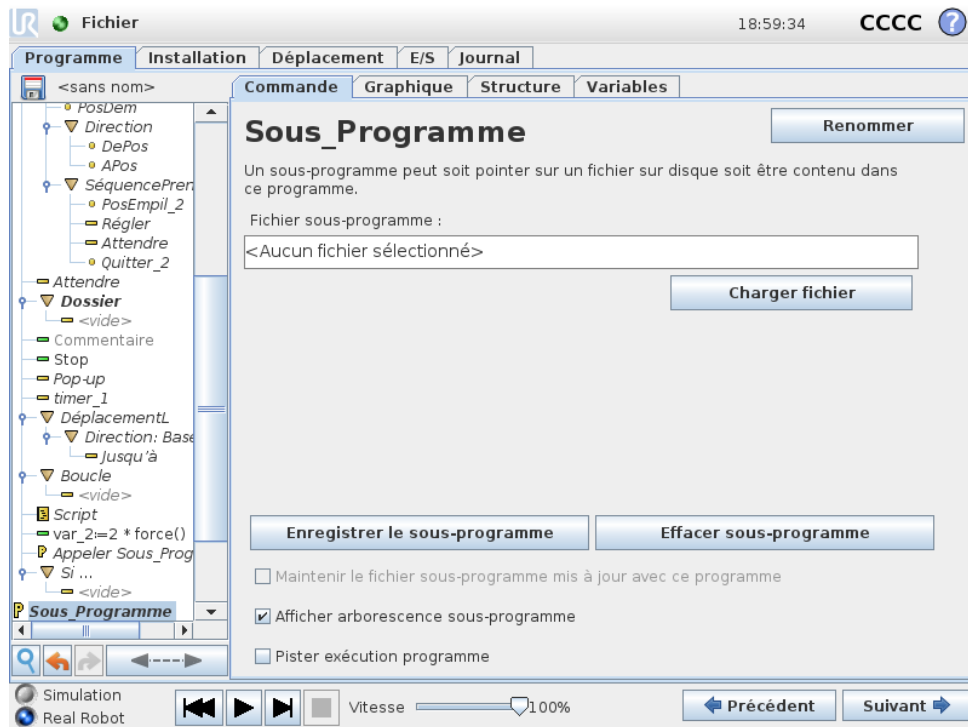 Fichier
18:59:34
CCCC
?
Programme
Installation
Déplacement
E/S
Journal
<sans nom>
Commande
Graphique
Structure
Variables
PosDem
Direction
DePos
APos
SéquencePren
PosEmpil_2
Régler
Attendre
Quitter_2
Attendre
Dossier
<vide>
Commentaire
Stop
Pop-up
timer_1
DéplacementL
Direction: Base
Jusqu'à
Boucle
<vide>
Script
var_2:=2 * force()
Appeler Sous_Prog
Si ...
<vide>
Sous_Programme
Sous_Programme
Renommer
Un sous-programme peut soit pointer sur un fichier sur disque soit être contenu dans
ce programme.
Fichier sous-programme :
<Aucun fichier sélectionné>
Charger fichier
Enregistrer le sous-programme
Effacer sous-programme
Maintenir le fichier sous-programme mis à jour avec ce programme
Afficher arborescence sous-programme
Pister exécution programme
Simulation
Real Robot
Vitesse
100%
Précédent
Suivant